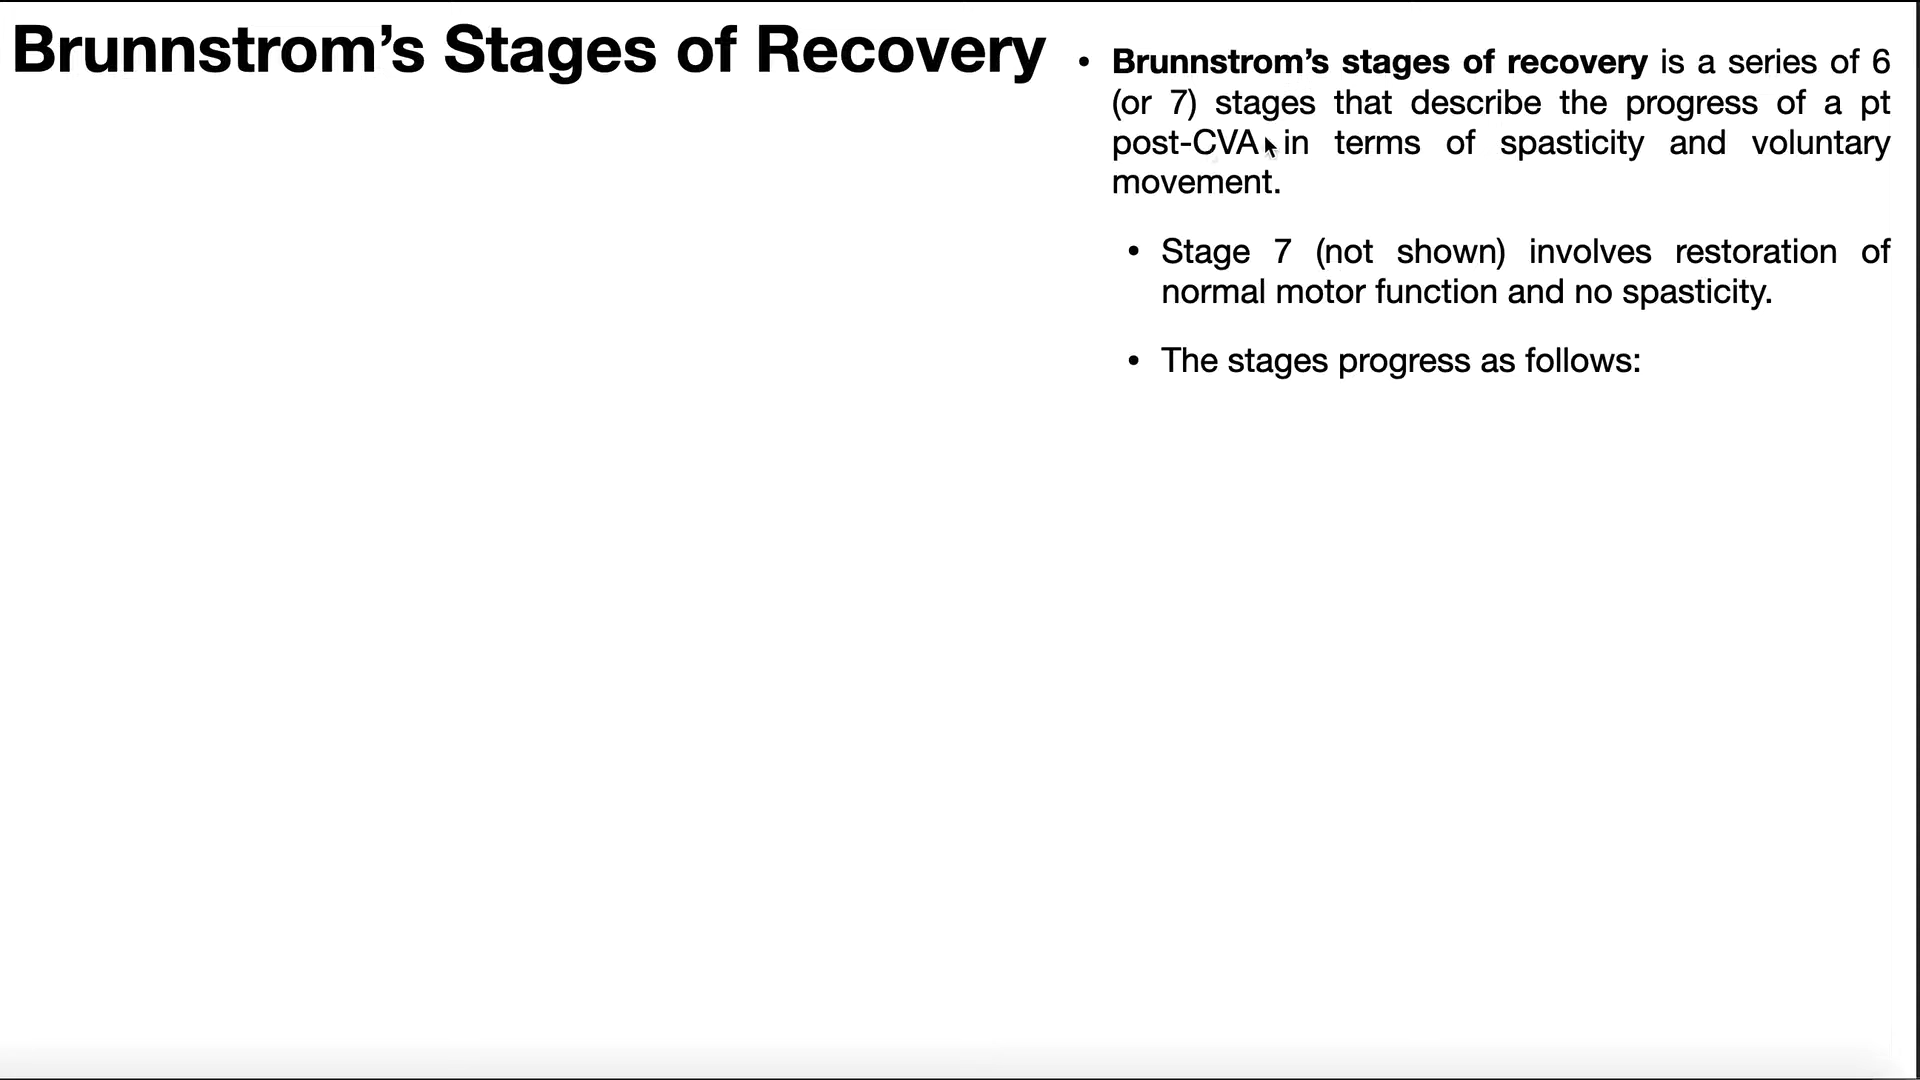 Brunnstrom’s Stages of Recovery
• Brunnstrom’s stages of recovery is a series of 6
(or 7) stages that describe the progress of a pt
post-CVA in terms of spasticity and voluntary
movement.
• Stage 7 (not shown) involves restoration of
normal motor function and no spasticity.
• The stages progress as follows: